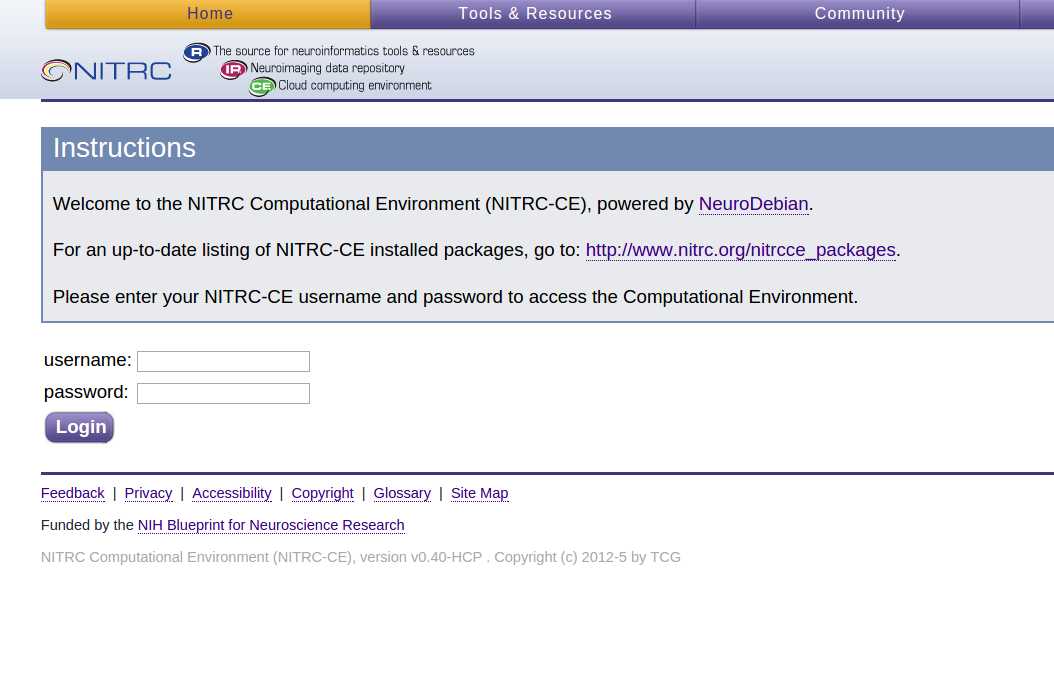 Home Tools & Resources Community
NITRC
R The source for neuroinformatics tools & resources
IR Neuroimaging data repository
CE Cloud computing environment
Instructions
Welcome to the NITRC Computational Environment (NITRC-CE), powered by NeuroDebian.
For an up-to-date listing of NITRC-CE installed packages, go to: http://www.nitrc.org/nitrcce_packages.
Please enter your NITRC-CE username and password to access the Computational Environment.
username:
password:
Login
Feedback | Privacy | Accessibility | Copyright | Glossary | Site Map
Funded by the NIH Blueprint for Neuroscience Research
NITRC Computational Environment (NITRC-CE), version v0.40-HCP . Copyright (c) 2012-5 by TCG